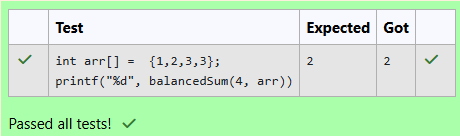 Test Expected Got
int arr[] =  {1,2,3,3}; 2 2
printf("%d", balancedSum(4, arr))
Passed all tests!